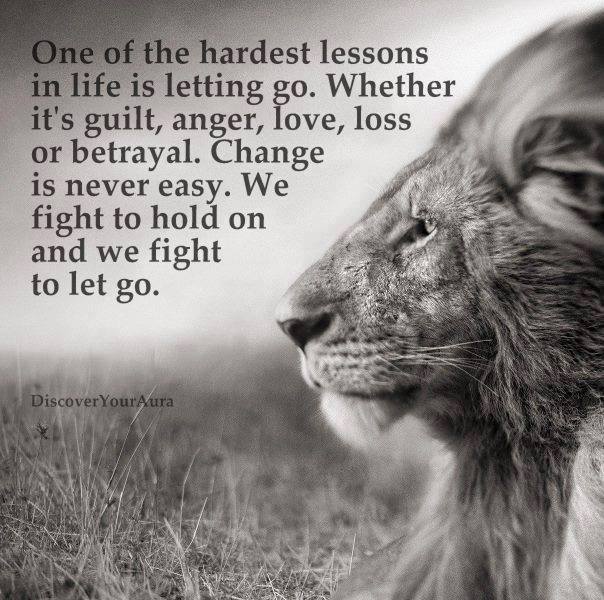 One of the hardest lessons
in life is letting go. Whether
it's guilt, anger, love, loss
or betrayal. Change
is never easy. We
fight to hold on
and we fight
to let go.
DiscoverYourAura